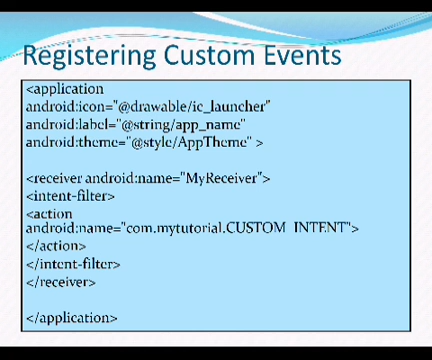 Registering Custom Events
<application
android:icon="@drawable/ic_launcher"
android:label="@string/app_name"
android:theme="@style/AppTheme" >
<receiver android:name="MyReceiver">
<intent-filter>
<action
android:name="com.mytutorial.CUSTOM_INTENT">
</action>
</intent-filter>
</receiver>
</application>